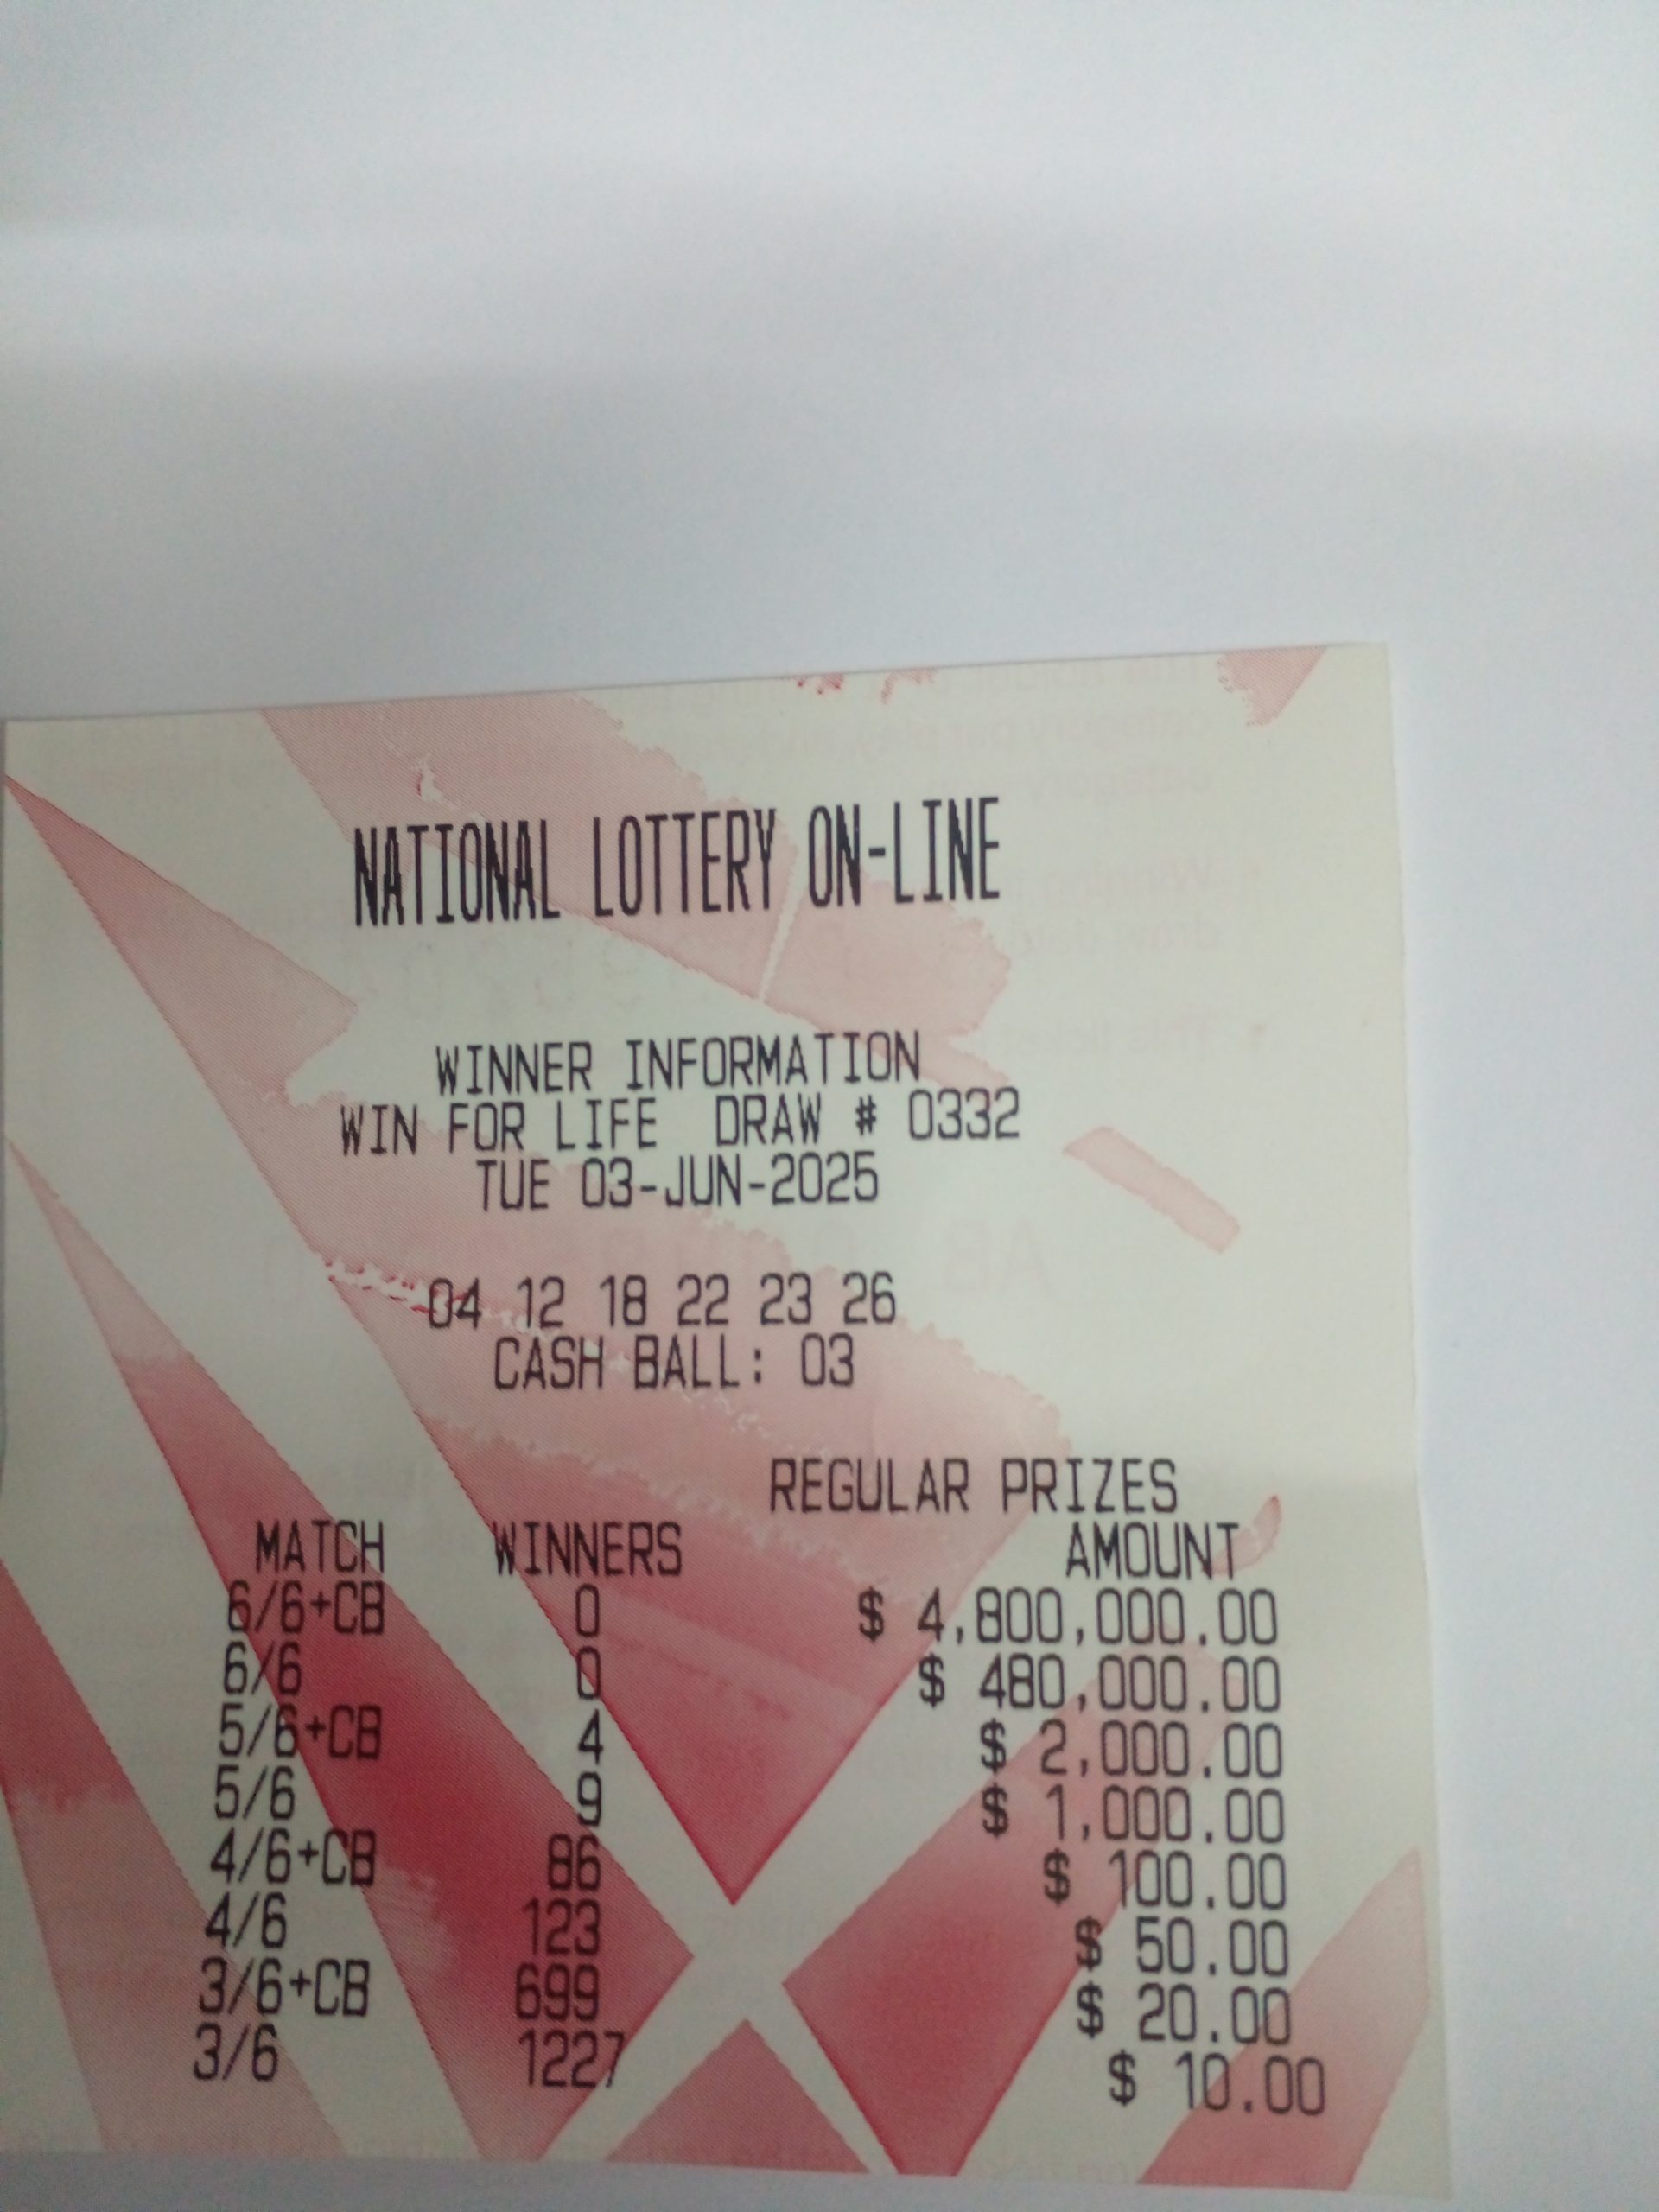 NATIONAL LOTTERY ON-LINE
WINNER INFORMATION
WIN FOR LIFE DRAW # 0332
TUE 03-JUN-2025
04 12 18 22 23 26
CASH BALL: 03
REGULAR PRIZES
MATCH WINNERS AMOUNT
6/6+CB 0 $ 4,800,000.00
6/6 0 $ 480,000.00
5/6+CB 4 $ 2,000.00
5/6 9 $ 1,000.00
4/6+CB 86 $ 100.00
4/6 123 $ 50.00
3/6+CB 699 $ 20.00
3/6 1227 $ 10.00